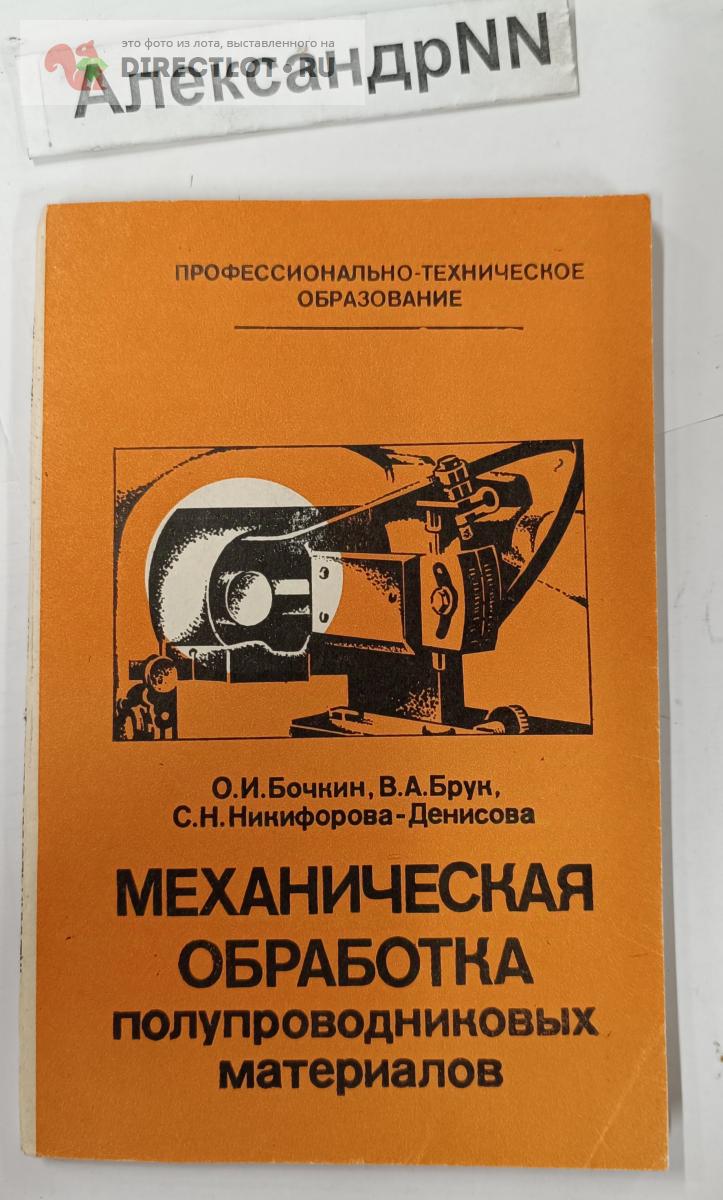 это фото из лота, выставленного на
DIRECTLOT.RU
АлександрNN
ПРОФЕССИОНАЛЬНО-ТЕХНИЧЕСКОЕ
ОБРАЗОВАНИЕ
О.И.Бочкин, В.А.Брук,
С.Н.Никифорова-Денисова
МЕХАНИЧЕСКАЯ
ОБРАБОТКА
полупроводниковых
материалов